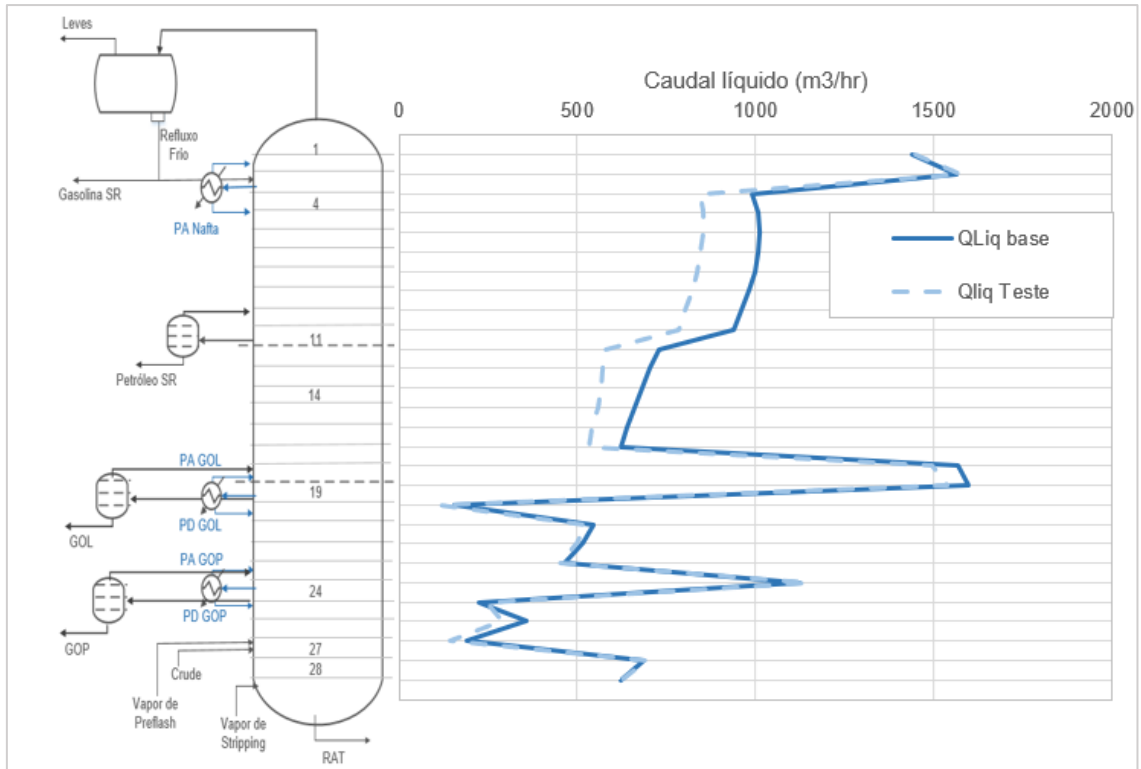 Leves
Refluxo
Frío
Gasolina SR
PA Nafta
Petróleo SR
PA GOL
PD GOL
GOL
PA GOP
PD GOP
GOP
Crude
Vapor de
Preflash
Vapor de
Stripping
RAT
1
4
11
14
19
24
27
28
Caudal líquido (m3/hr)
0 500 1000 1500 2000
QLiq base
Qliq Teste